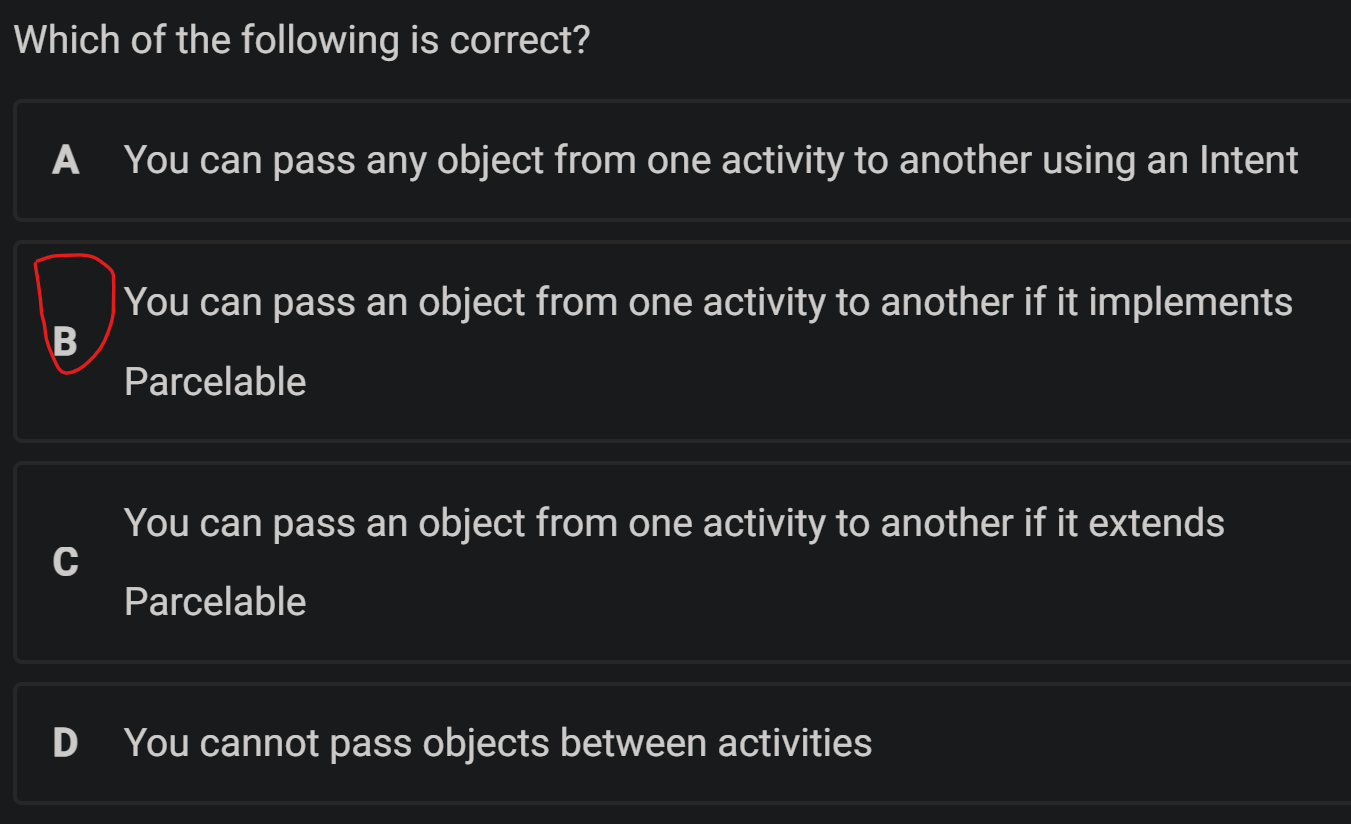 Which of the following is correct?
A You can pass any object from one activity to another using an Intent
You can pass an object from one activity to another if it implements
B
Parcelable
You can pass an object from one activity to another if it extends
C
Parcelable
D You cannot pass objects between activities